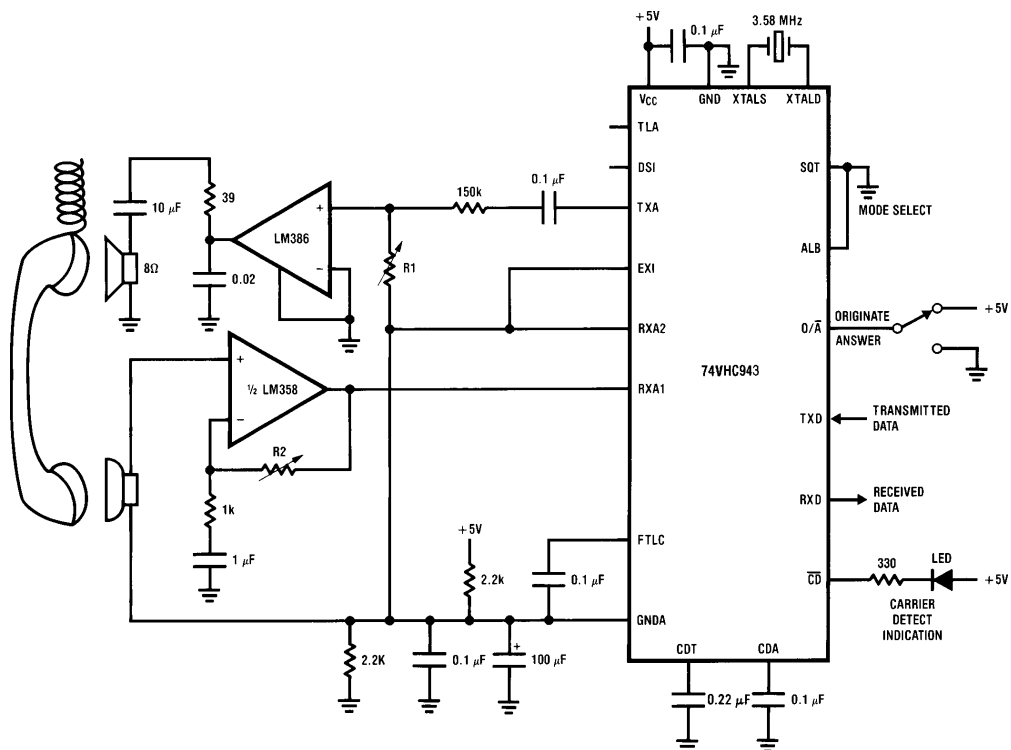 +5V
0.1 µF
3.58 MHz
VCC
GND
XTALS
XTALD
TLA
DSI
SQT
MODE SELECT
10 µF
39
LM386
+
−
150k
0.1 µF
TXA
ALB
8Ω
0.02
R1
EXI
RXA2
O/A̅
ORIGINATE
ANSWER
+5V
+
½ LM358
−
RXA1
74VHC943
TXD
TRANSMITTED
DATA
R2
1k
1 µF
RXD
RECEIVED
DATA
+5V
2.2k
FTLC
0.1 µF
C̅D̅
330
LED
+5V
CARRIER
DETECT
INDICATION
GNDA
2.2K
0.1 µF
+
100 µF
CDT
CDA
0.22 µF
0.1 µF